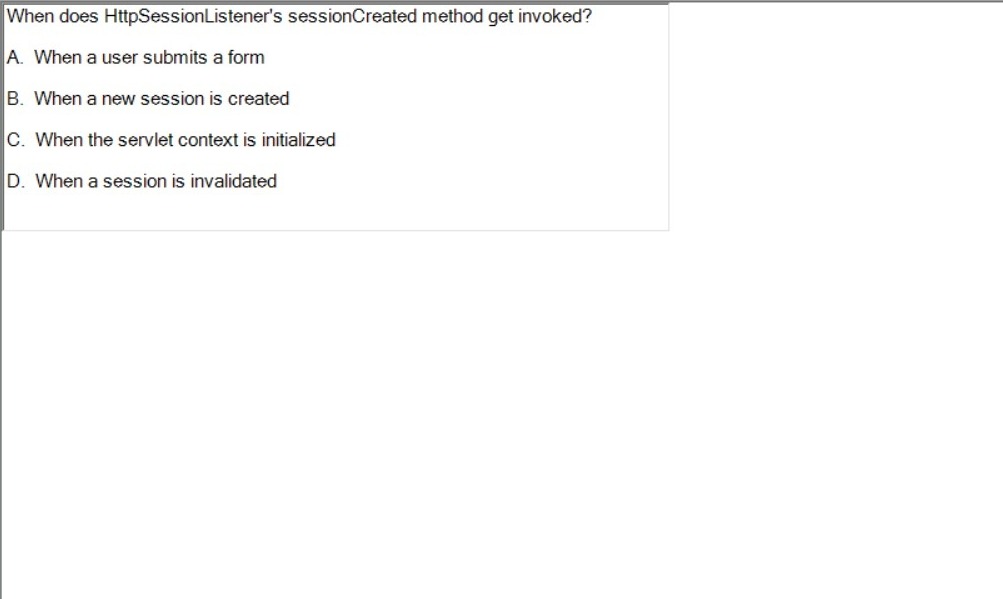 When does HttpSessionListener's sessionCreated method get invoked?
A. When a user submits a form
B. When a new session is created
C. When the servlet context is initialized
D. When a session is invalidated